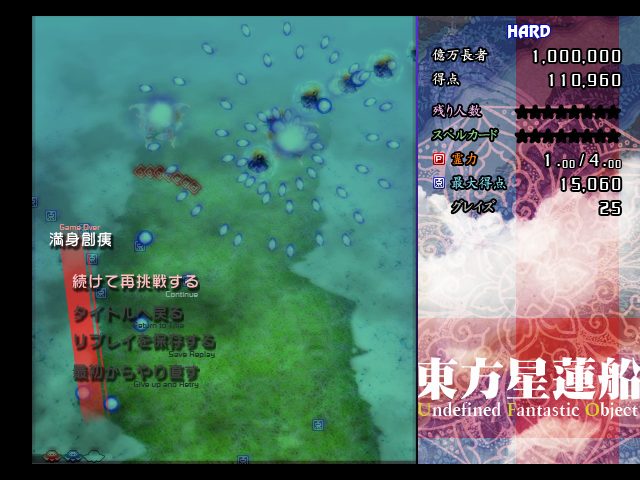 HARD
億万長者 1,000,000
得点 110,960
残り人数
スペルカード
P 霊力 1.00/4.00
最大得点 15,060
グレイズ 25
Game Over
満身創痍
続けて再挑戦する
Continue
タイトルへ戻る
Return to Title
リプレイを保存する
Save Replay
最初からやり直す
Give up and Retry
東方星蓮船
Undefined Fantastic Object